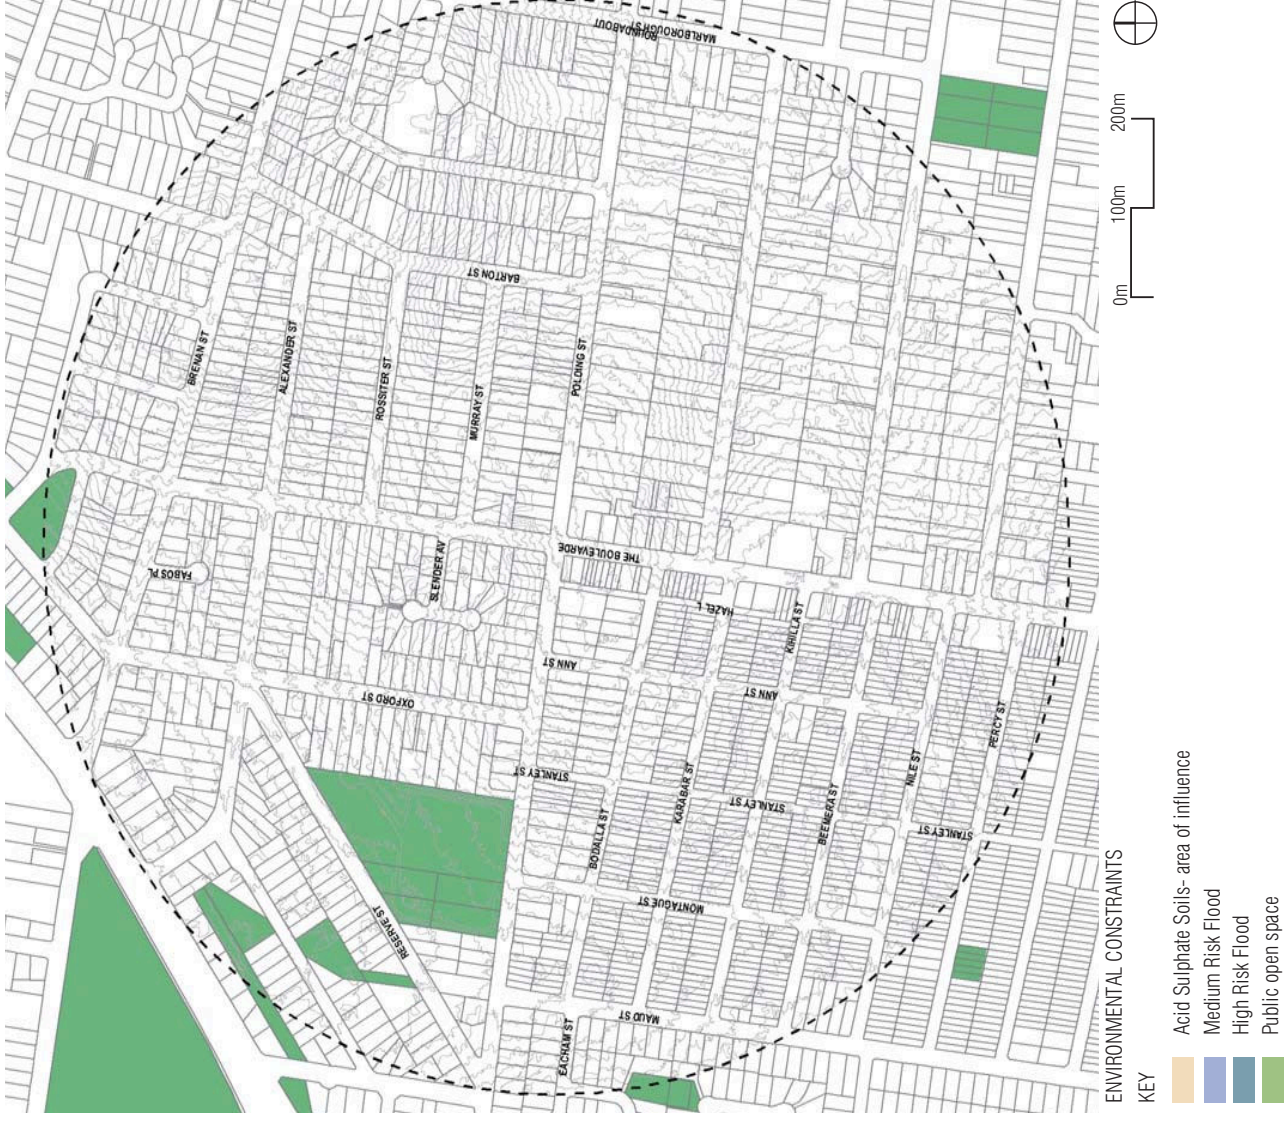 MARLBOROUGH ST
ROUNDABOUT
BARTON ST
BRENAN ST
ALEXANDER ST
ROSSITER ST
MURRAY ST
POLDING ST
THE BOULEVARDE
FABOS PL
SLENDER AV
HAZEL L
KIHILLA ST
ANN ST
ANN ST
OXFORD ST
STANLEY ST
STANLEY ST
STANLEY ST
BODALLA ST
KARABAR ST
BEEMERA ST
NILE ST
PERCY ST
MONTAGUE ST
RESERVE ST
MAUD ST
EACHAM ST
0m 100m 200m
ENVIRONMENTAL CONSTRAINTS
KEY
Acid Sulphate Soils- area of influence
Medium Risk Flood
High Risk Flood
Public open space